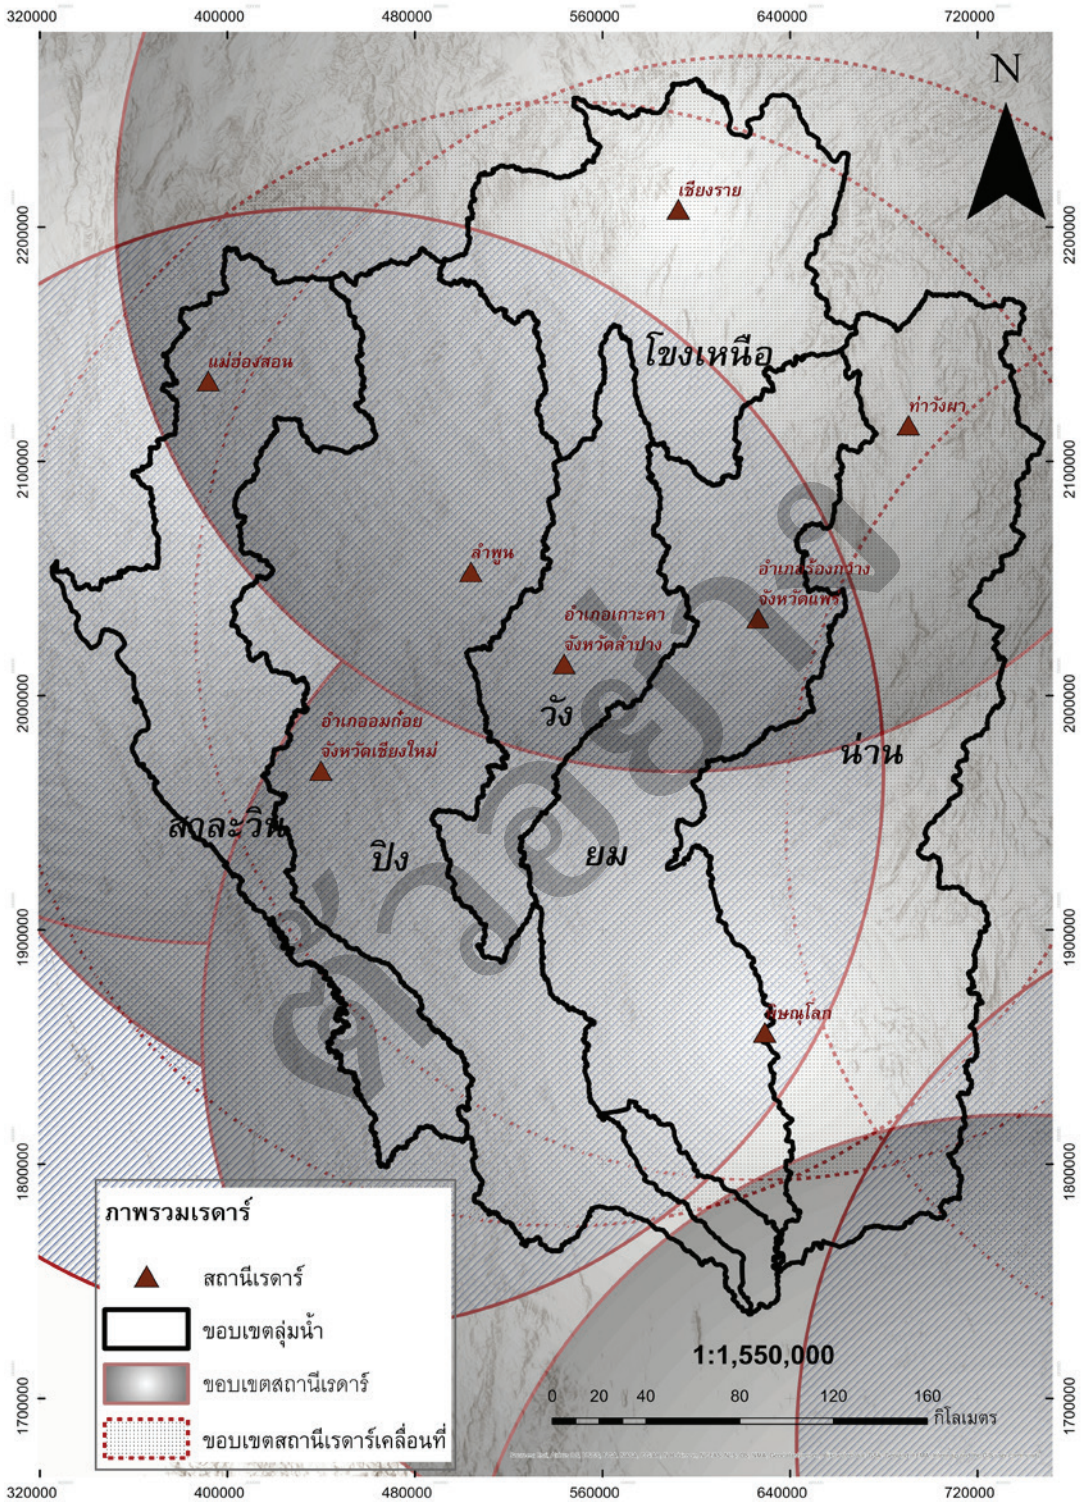 320000 400000 480000 560000 640000 720000
N
เชียงราย
2200000 2200000
แม่ฮ่องสอน
โขงเหนือ
ท่าวังผา
2100000 2100000
ลำพูน
อำเภอร้องกวาง
จังหวัดแพร่
อำเภอเกาะคา
จังหวัดลำปาง
2000000 2000000
วัง
อำเภออมก๋อย
จังหวัดเชียงใหม่
น่าน
สาละวิน
ปิง
ยม
ตัวอย่าง
1900000 1900000
พิษณุโลก
1800000 1800000
ภาพรวมเรดาร์
สถานีเรดาร์
ขอบเขตลุ่มน้ำ
ขอบเขตสถานีเรดาร์
ขอบเขตสถานีเรดาร์เคลื่อนที่
1:1,550,000
0 20 40 80 120 160
กิโลเมตร
1700000 1700000
320000 400000 480000 560000 640000 720000